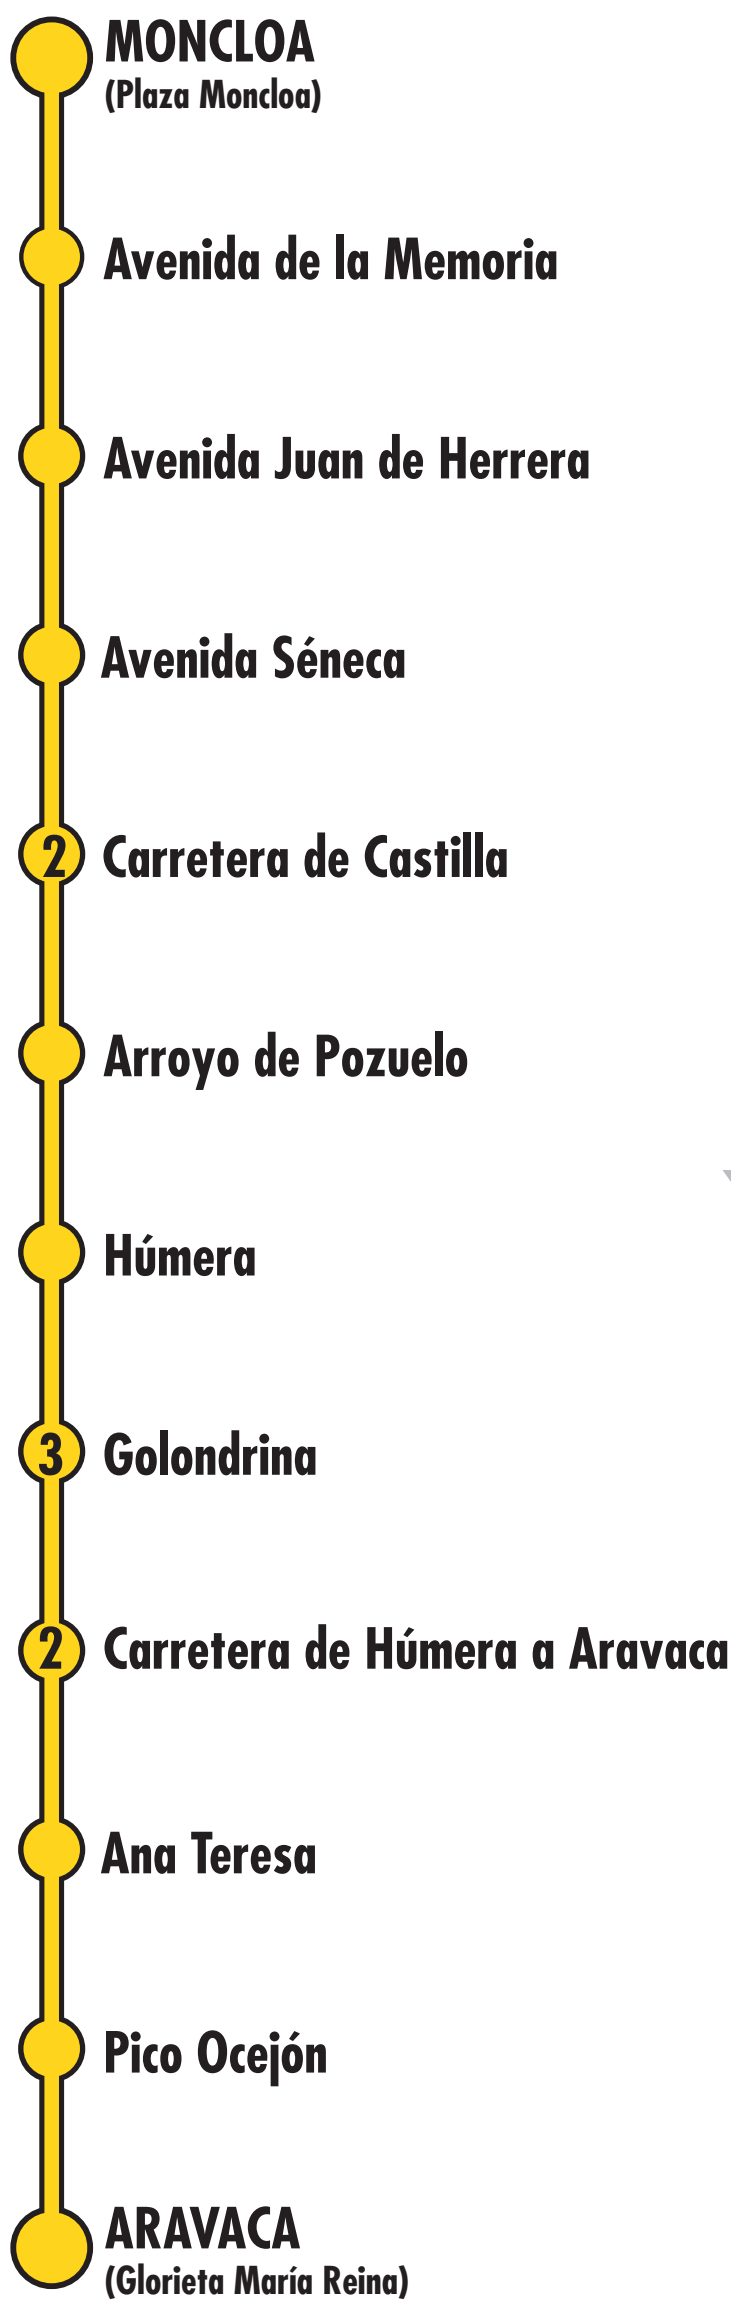 MONCLOA
(Plaza Moncloa)
Avenida de la Memoria
Avenida Juan de Herrera
Avenida Séneca
2 Carretera de Castilla
Arroyo de Pozuelo
Húmera
3 Golondrina
2 Carretera de Húmera a Aravaca
Ana Teresa
Pico Ocejón
ARAVACA
(Glorieta María Reina)